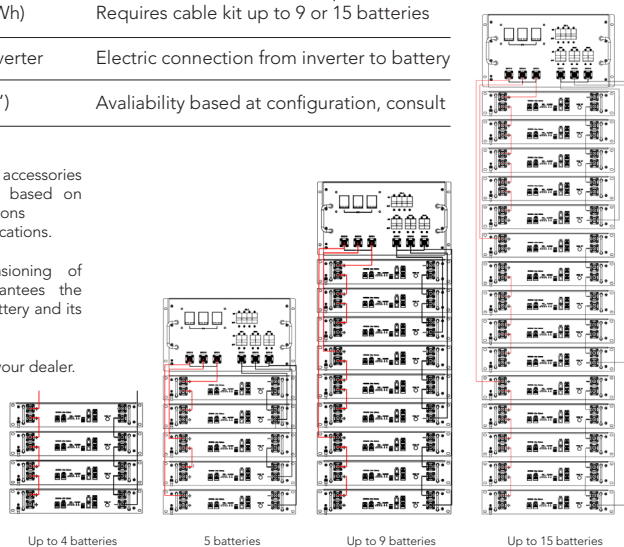 Wh)
Requires cable kit up to 9 or 15 batteries
verter
Electric connection from inverter to battery
")
Avaliability based at configuration, consult
accessories
based on
ons
cations.
sioning of
antees the
ttery and its
your dealer.
Up to 4 batteries
5 batteries
Up to 9 batteries
Up to 15 batteries